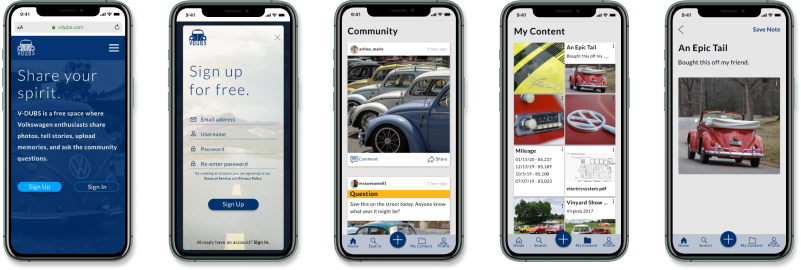 9:41
AA
vdubs.com
V-DUBS
Share your
spirit.
V-DUBS is a free space where
Volkswagen enthusiasts share
photos, tell stories, upload
memories, and ask the community
questions.
Sign Up
Sign In
9:41
V-DUBS
Sign up
for free.
Email address
Username
Password
Re-enter password
By creating an account, you are agreeing to our
Terms of Service and Privacy Policy.
Sign Up
Already have an account? Sign in.
9:41
Community
ashley_marie
1 hour ago
Comment
Share
1 hour ago
Question
Saw this on the street today. Anyone know
what year it might be?
Home
Search
My Content
Profile
9:41
My Content
An Epic Tail
Bought this off my ....
Mileage
01/15/20 - 85,227
12/13/19 - 85,189
10/3/19 - 85,100
07/07/19 - 85,023
electricsystem.pdf
Vinyard Show ...
Virginia 2017
Home
Search
My Content
Profile
9:41
Save Note
An Epic Tail
Bought this off my friend.
Home
Search
My Content
Profile